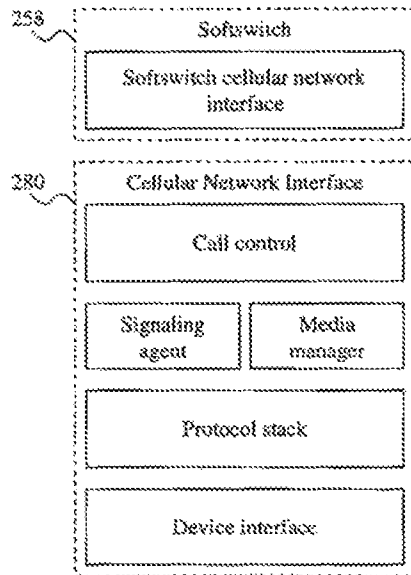 258
Softswitch
Softswitch cellular network
interface
280
Cellular Network Interface
Call control
Signaling
agent
Media
manager
Protocol stack
Device interface